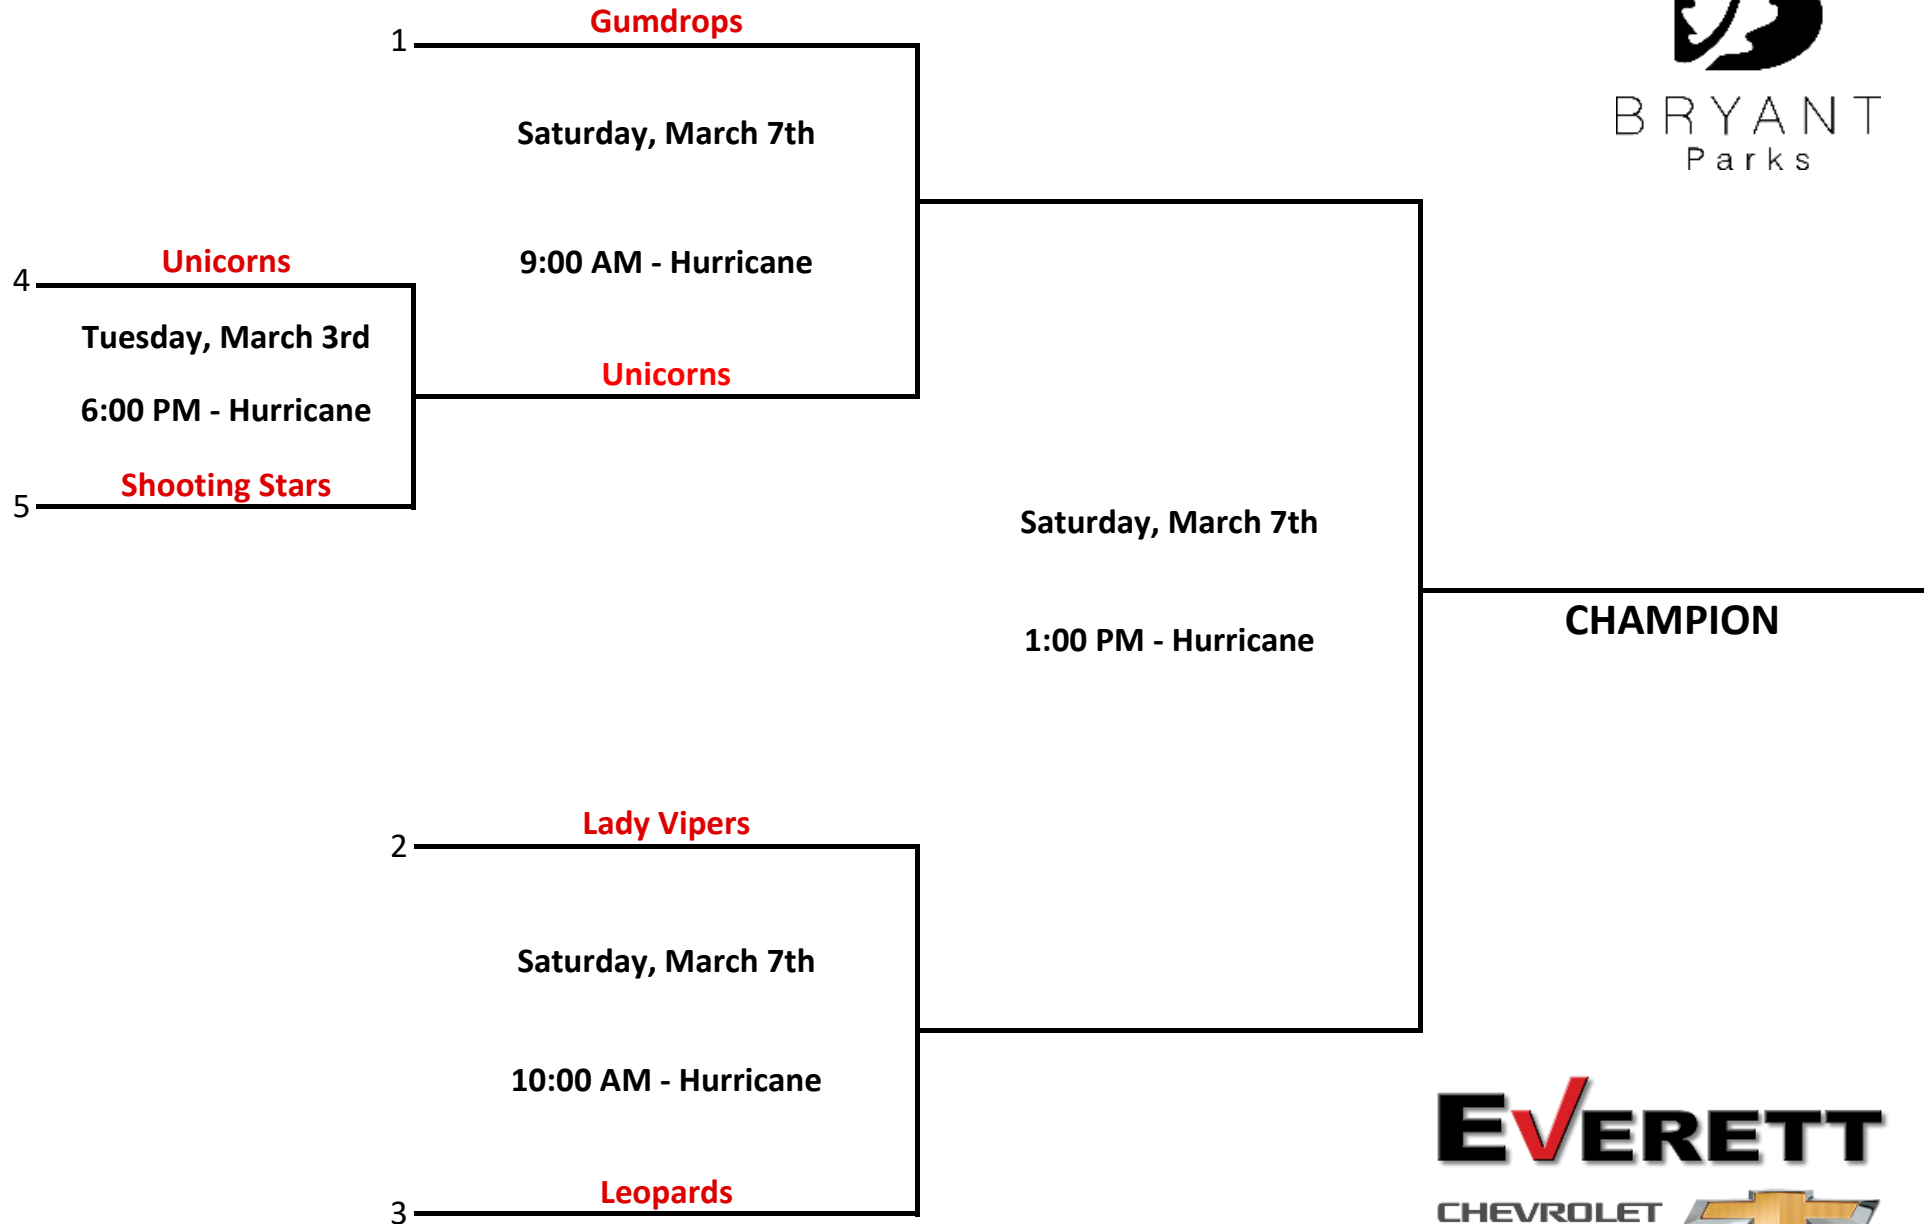 Gumdrops
1
Saturday, March 7th
BRYANT
Parks
9:00 AM - Hurricane
Unicorns
4
Tuesday, March 3rd
6:00 PM - Hurricane
Unicorns
Shooting Stars
5
Saturday, March 7th
1:00 PM - Hurricane
CHAMPION
Lady Vipers
2
Saturday, March 7th
10:00 AM - Hurricane
Leopards
3
EVERETT
CHEVROLET